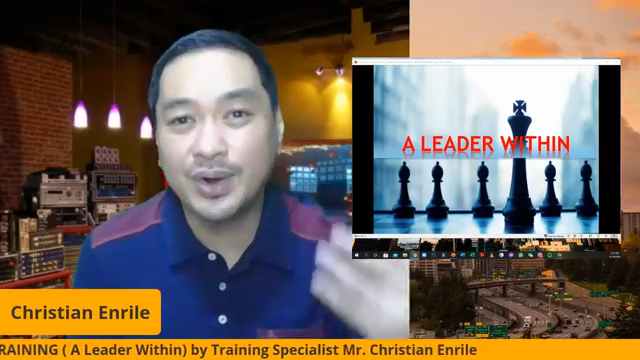 A LEADER WITHIN
Christian Enrile
RAINING ( A Leader Within) by Training Specialist Mr. Christian Enrile